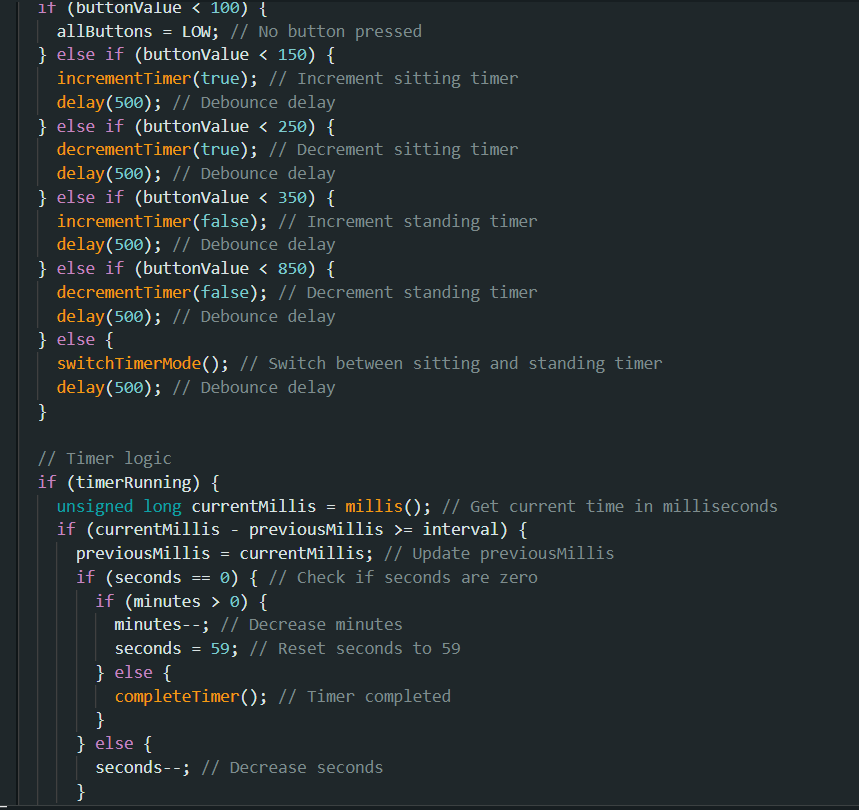 if (buttonValue < 100) {
allButtons = LOW; // No button pressed
} else if (buttonValue < 150) {
incrementTimer(true); // Increment sitting timer
delay(500); // Debounce delay
} else if (buttonValue < 250) {
decrementTimer(true); // Decrement sitting timer
delay(500); // Debounce delay
} else if (buttonValue < 350) {
incrementTimer(false); // Increment standing timer
delay(500); // Debounce delay
} else if (buttonValue < 850) {
decrementTimer(false); // Decrement standing timer
delay(500); // Debounce delay
} else {
switchTimerMode(); // Switch between sitting and standing timer
delay(500); // Debounce delay
}
// Timer logic
if (timerRunning) {
unsigned long currentMillis = millis(); // Get current time in milliseconds
if (currentMillis - previousMillis >= interval) {
previousMillis = currentMillis; // Update previousMillis
if (seconds == 0) { // Check if seconds are zero
if (minutes > 0) {
minutes--; // Decrease minutes
seconds = 59; // Reset seconds to 59
} else {
completeTimer(); // Timer completed
}
} else {
seconds--; // Decrease seconds
}